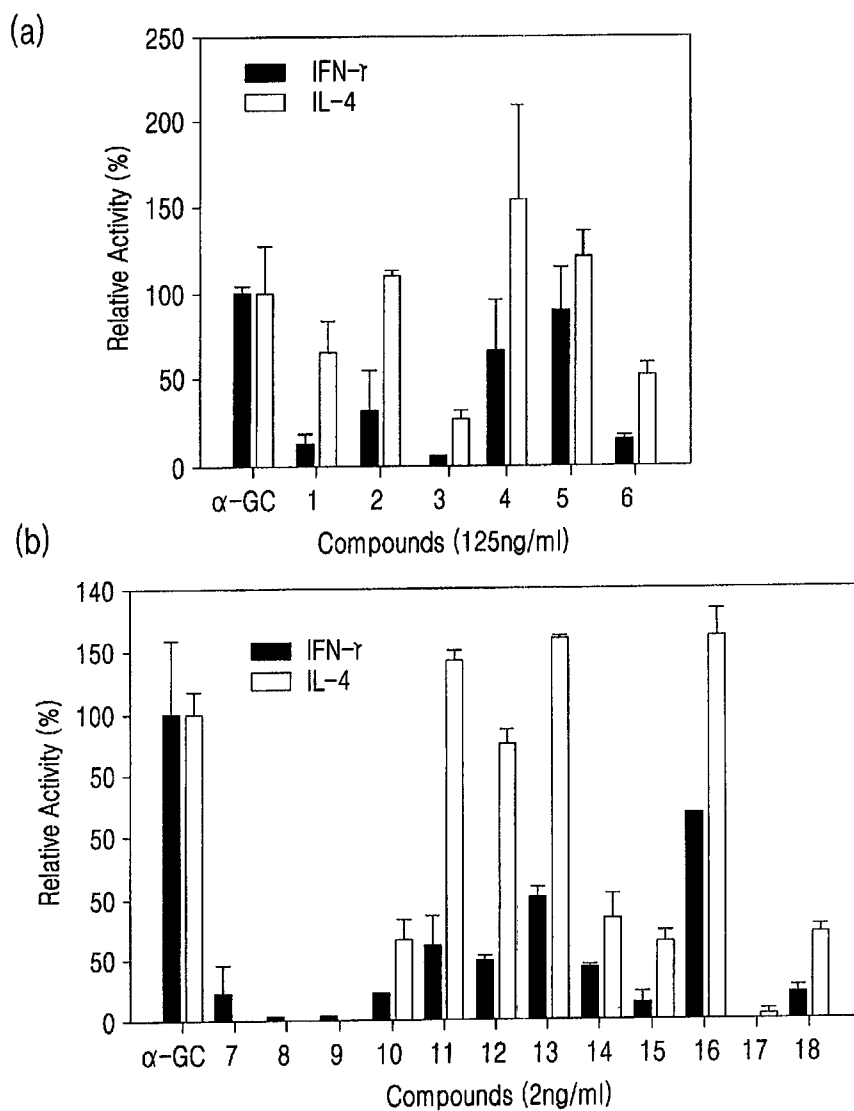 (a)
250
200
150
100
50
0
Relative Activity (%)
IFN-r
IL-4
α-GC 1 2 3 4 5 6
Compounds (125ng/ml)
(b)
140
150
100
50
50
50
50
0
Relative Activity (%)
IFN-r
IL-4
α-GC 7 8 9 10 11 12 13 14 15 16 17 18
Compounds (2ng/ml)